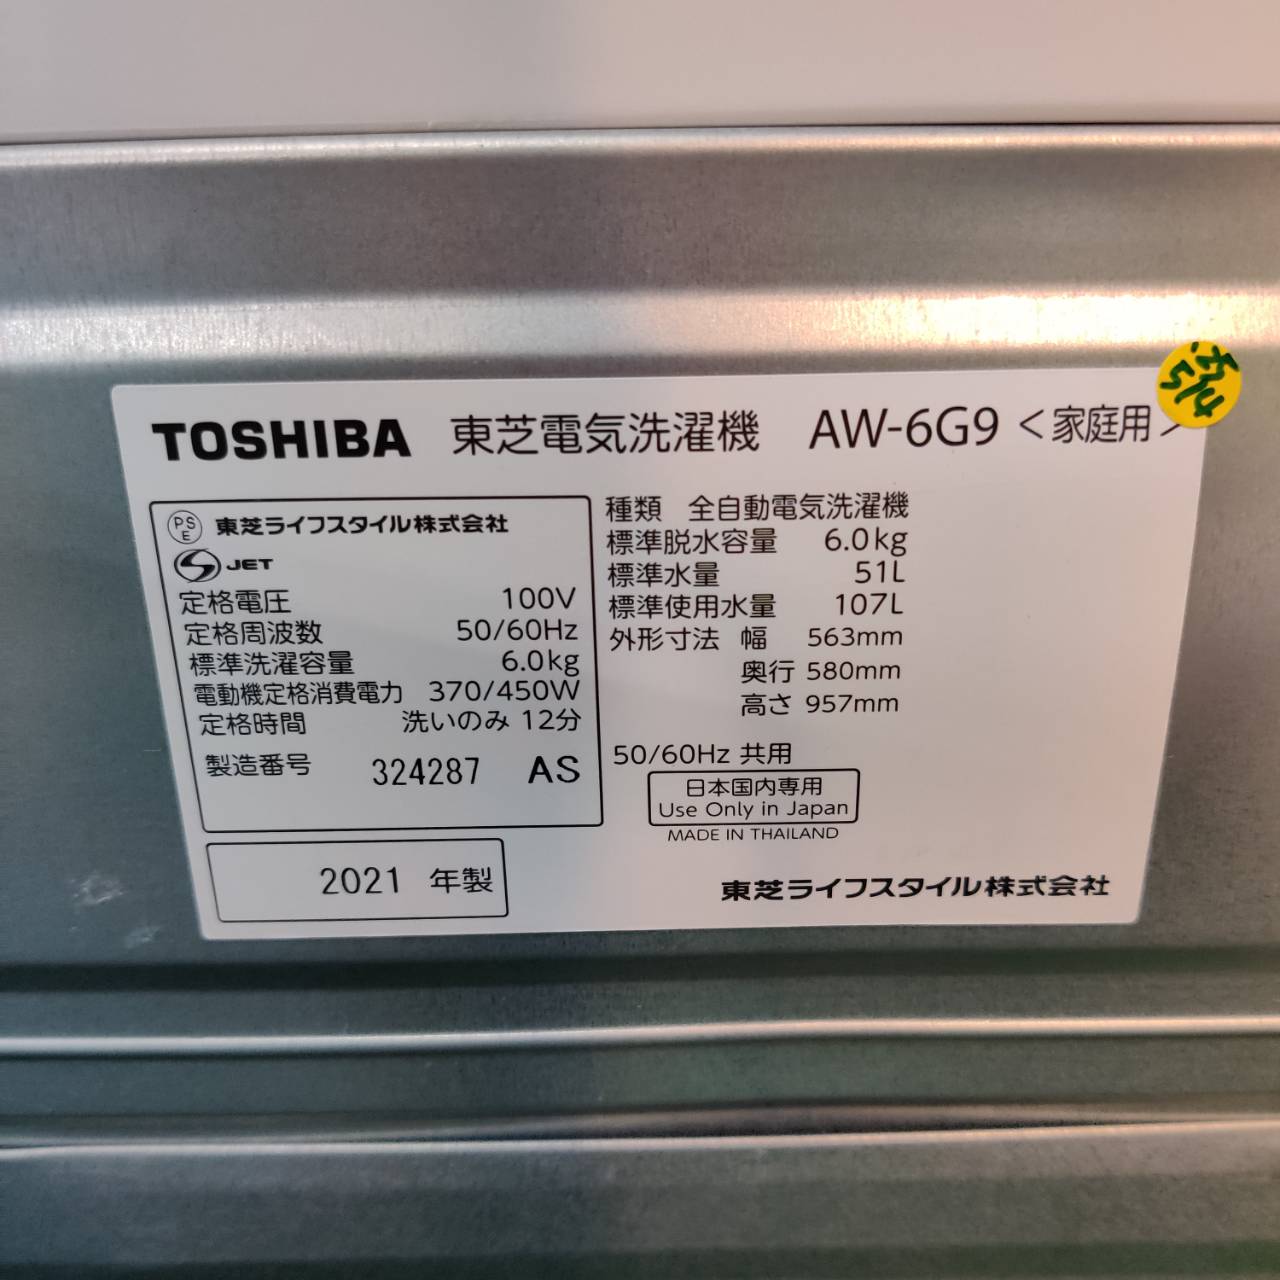 TOSHIBA 東芝電気洗濯機 AW-6G9 <家庭用>
PS
E
東芝ライフスタイル株式会社
S JET
定格電圧 100V
定格周波数 50/60Hz
標準洗濯容量 6.0kg
電動機定格消費電力 370/450W
定格時間 洗いのみ 12分
製造番号 324287 AS
2021 年製
種類 全自動電気洗濯機
標準脱水容量 6.0kg
標準水量 51L
標準使用水量 107L
外形寸法 幅 563mm
奥行 580mm
高さ 957mm
50/60Hz 共用
日本国内専用
Use Only in Japan
MADE IN THAILAND
東芝ライフスタイル株式会社
514